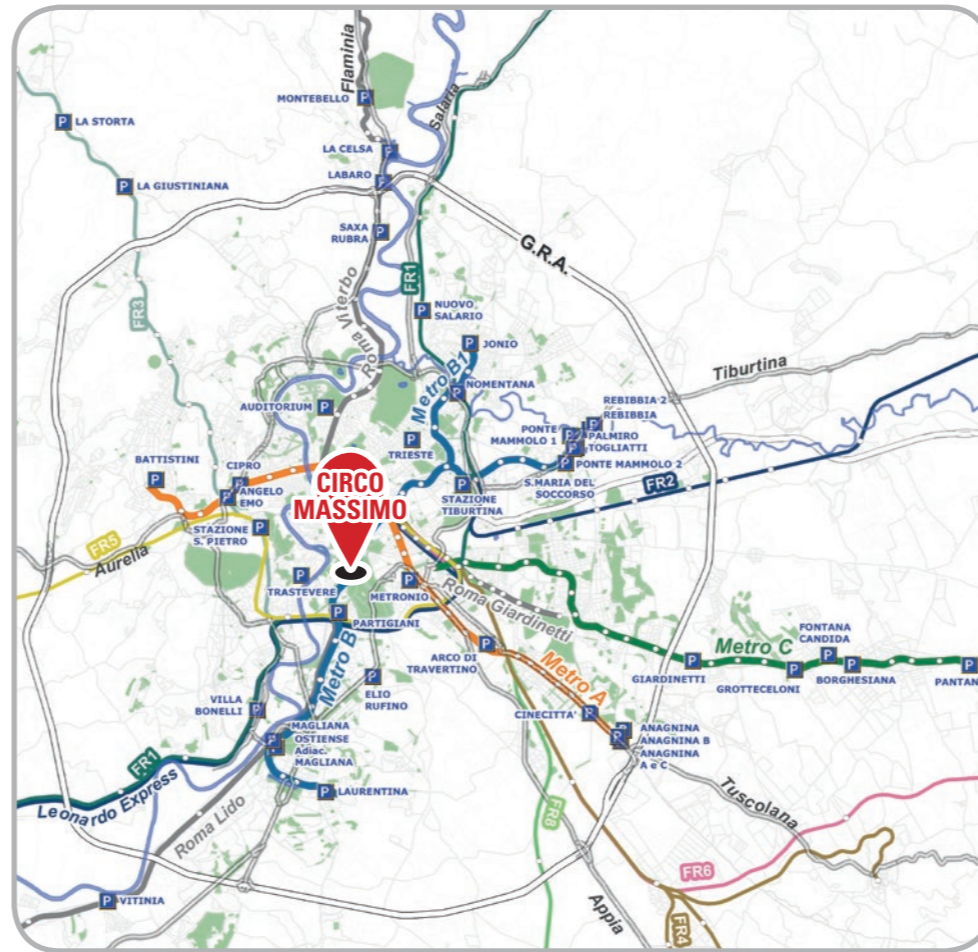 Flaminia
MONTEBELLO
LA STORTA
Salaria
LA CELSA
LABARO
LA GIUSTINIANA
SAXA
RUBRA
G.R.A.
FR1
Roma Viterbo
FR3
NUOVO
SALARIO
JONIO
Metro B1
Tiburtina
NOMENTANA
AUDITORIUM
REBIBBIA 2
REBIBBIA
PONTE
MAMMOLO 1
PALMIRO
TOGLIATTI
TRIESTE
BATTISTINI
CIPRO
PONTE MAMMOLO 2
S.MARIA DEL
SOCCORSO
FR2
ANGELO
EMO
CIRCO
MASSIMO
STAZIONE
TIBURTINA
STAZIONE
S. PIETRO
FR5
Aurelia
TRASTEVERE
METRONIO
Roma Giardinetti
PARTIGIANI
Metro B
ARCO DI
TRAVERTINO
Metro A
Metro C
FONTANA
CANDIDA
GIARDINETTI
GROTTECELONI
BORGHESIANA
PANTAN
ELIO
RUFINO
VILLA
BONELLI
CINECITTA'
MAGLIANA
OSTIENSE
Adiac.
MAGLIANA
ANAGNINA
ANAGNINA B
ANAGNINA
A e C
FR1
Leonardo Express
LAURENTINA
Roma Lido
Tuscolana
FR8
FR6
VITINIA
Appia
FR4